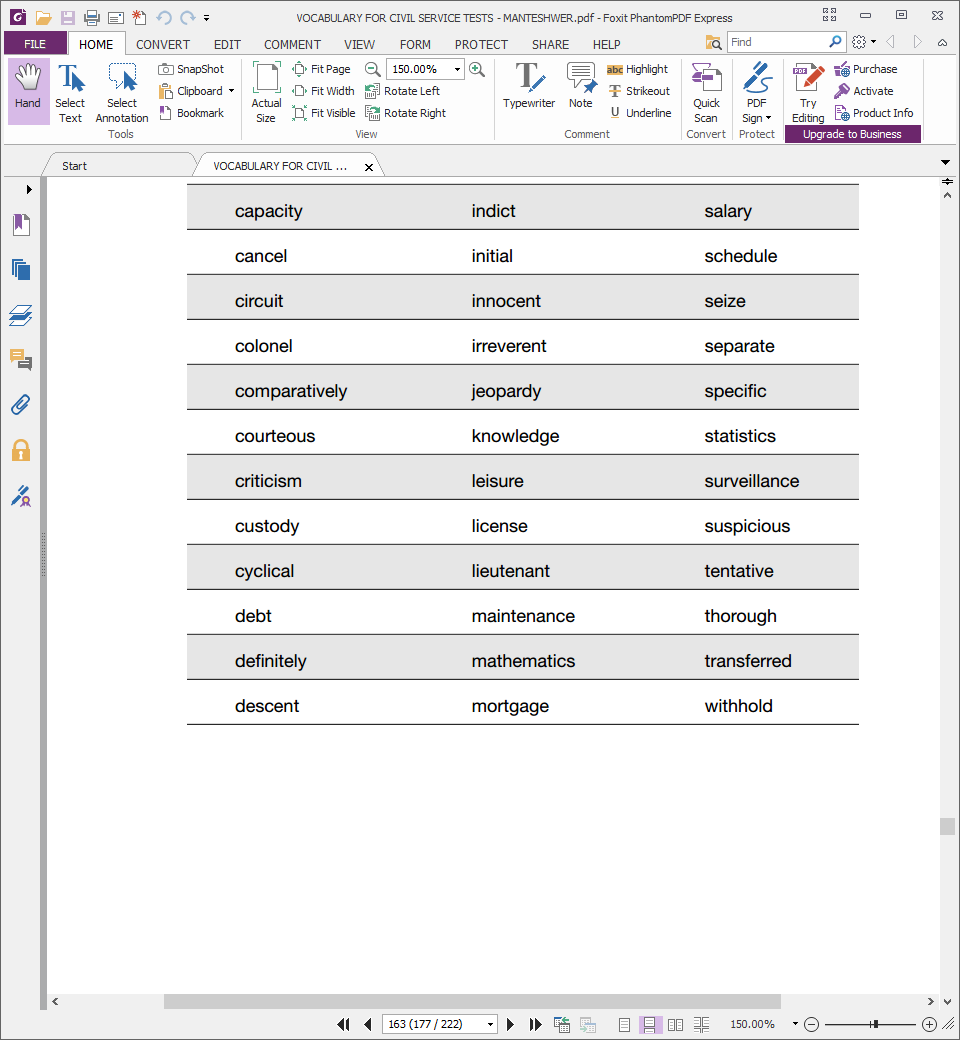 VOCABULARY FOR CIVIL SERVICE TESTS - MANTESHWER.pdf - Foxit PhantomPDF Express
FILE HOME CONVERT EDIT COMMENT VIEW FORM PROTECT SHARE HELP Find
Hand Select Text Select Annotation SnapShot Clipboard Bookmark Tools
Actual Size Fit Page Fit Width Fit Visible 150.00% Rotate Left Rotate Right View
Typewriter Note abc Highlight Strikeout U Underline Comment
Quick Scan Convert PDF Sign Protect
PDF Try Editing Purchase Activate Product Info Upgrade to Business
Start VOCABULARY FOR CIVIL ...
capacity indict salary
cancel initial schedule
circuit innocent seize
colonel irreverent separate
comparatively jeopardy specific
courteous knowledge statistics
criticism leisure surveillance
custody license suspicious
cyclical lieutenant tentative
debt maintenance thorough
definitely mathematics transferred
descent mortgage withhold
163 (177 / 222) 150.00%